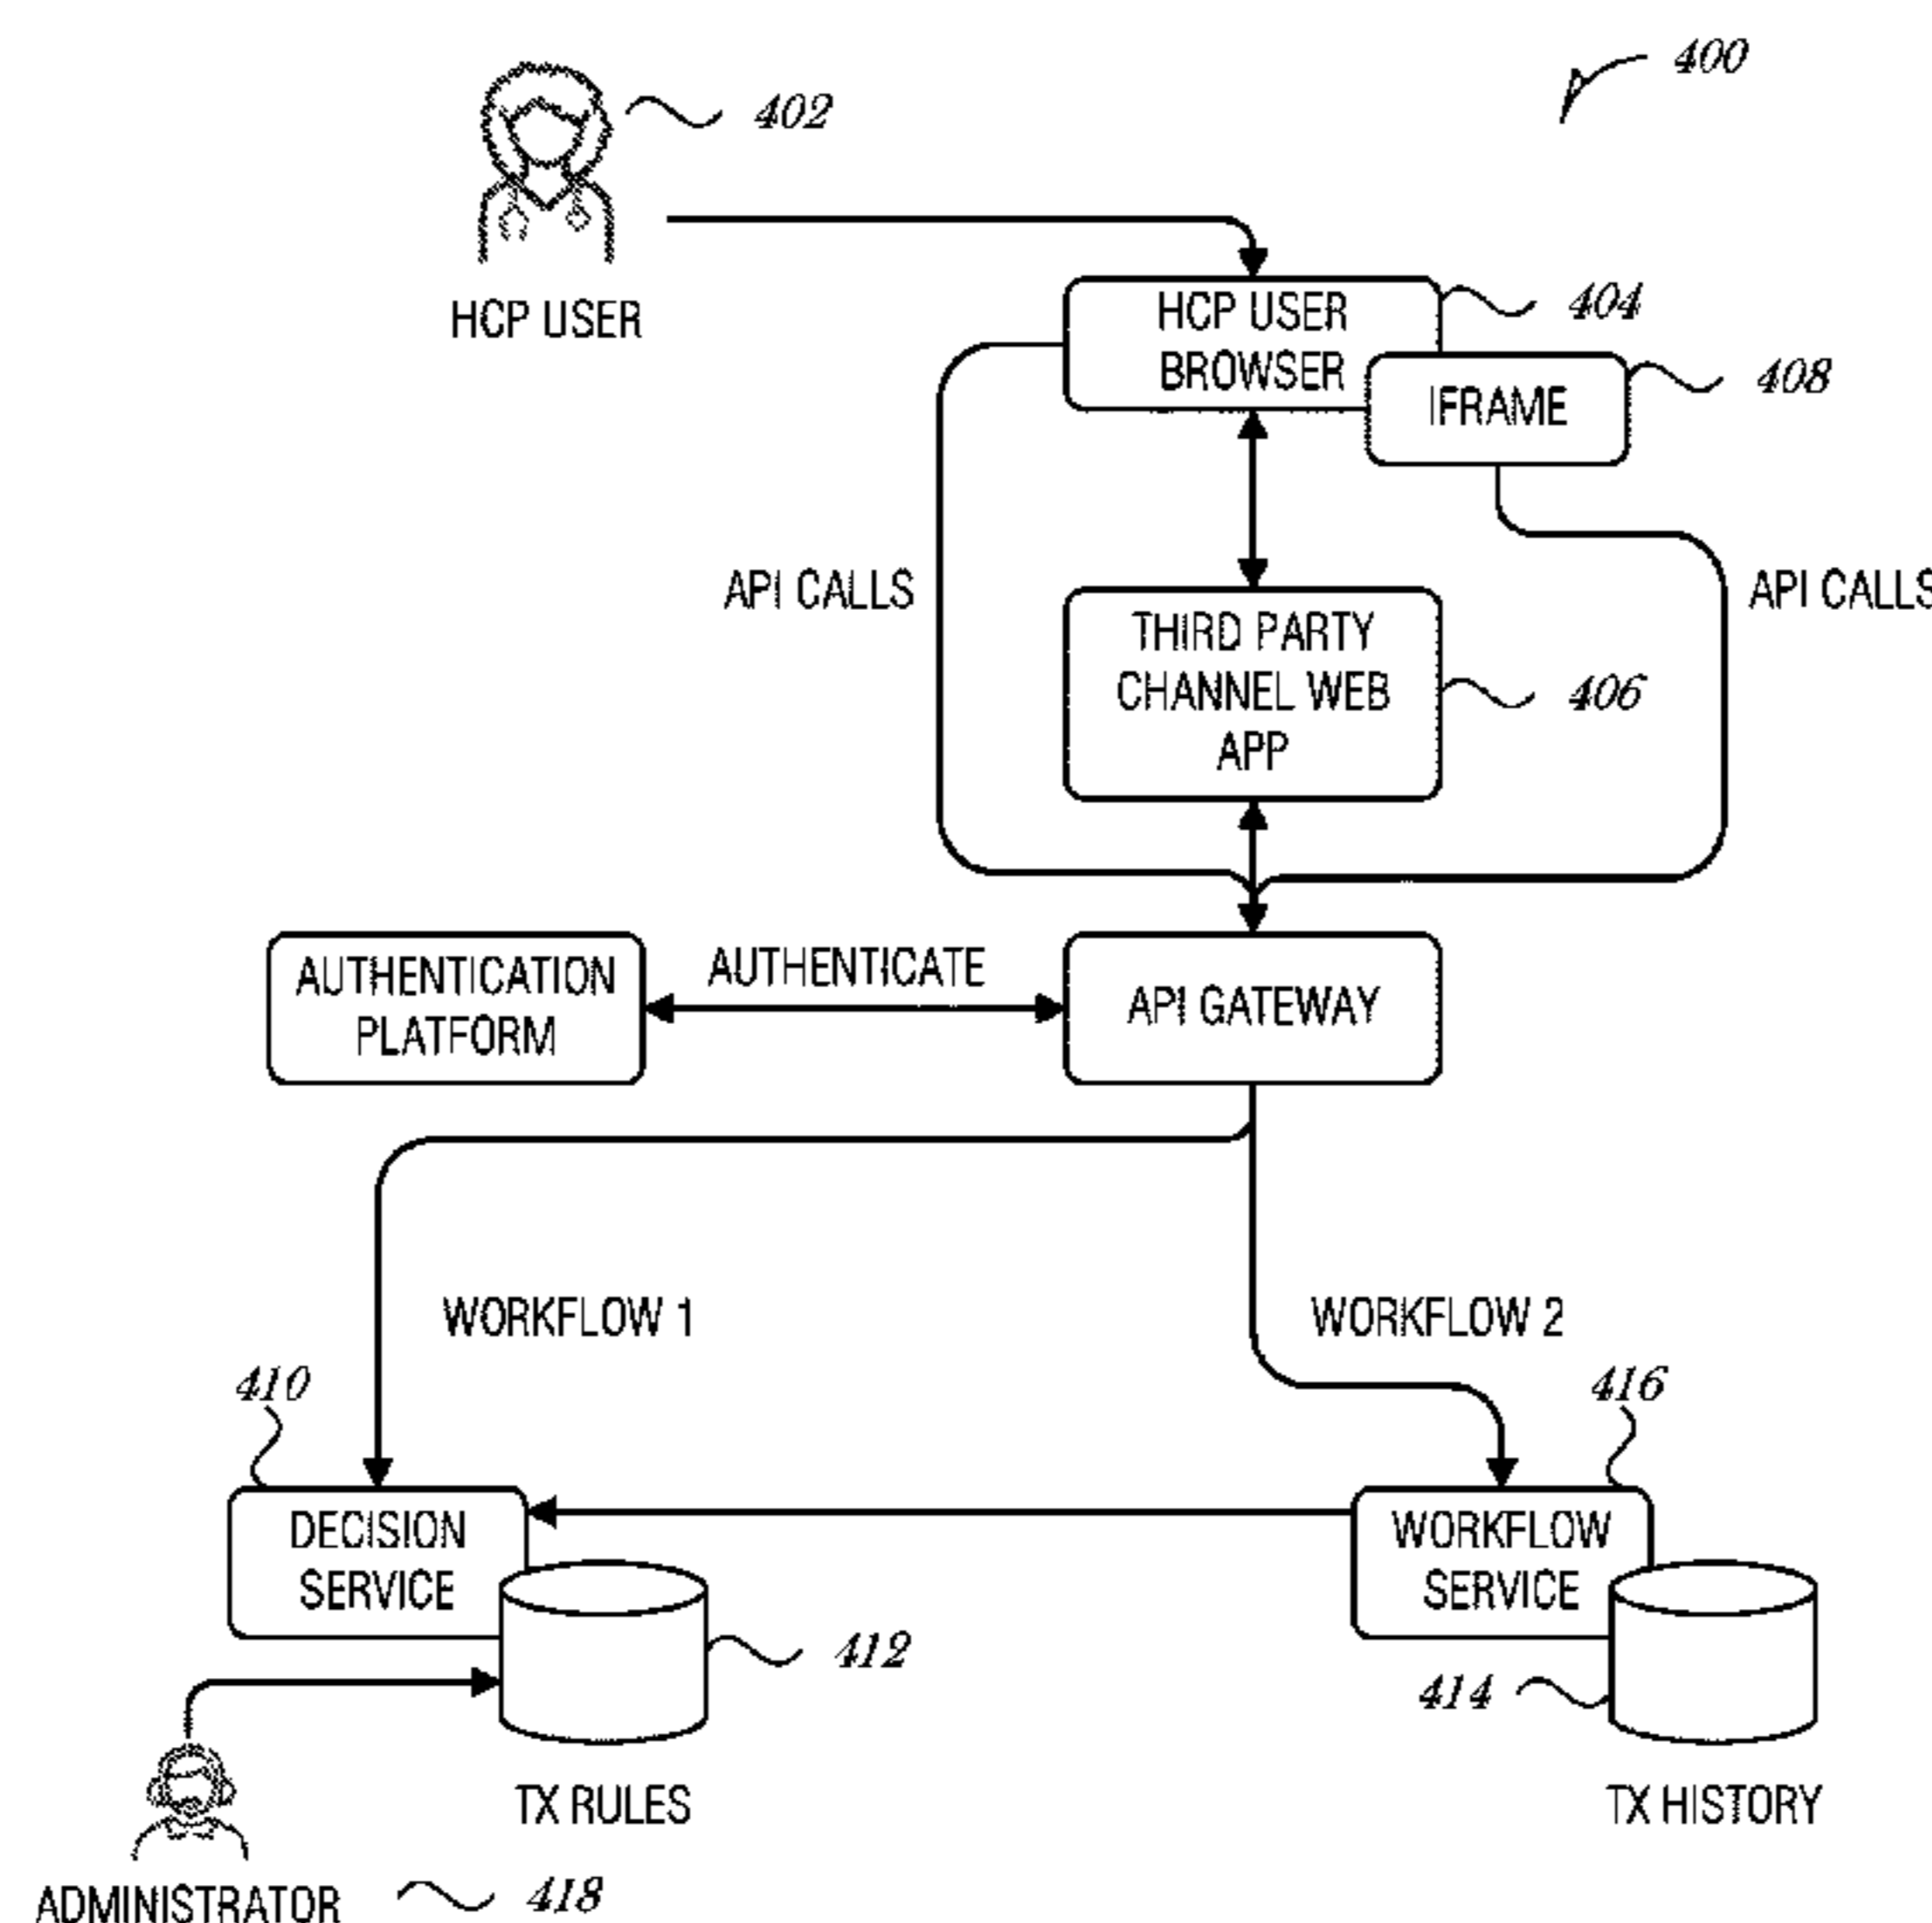 400
402
HCP USER
HCP USER
BROWSER
404
IFRAME
408
API CALLS
API CALLS
THIRD PARTY
CHANNEL WEB
APP
406
AUTHENTICATION
PLATFORM
AUTHENTICATE
API GATEWAY
WORKFLOW 1
WORKFLOW 2
410
416
DECISION
SERVICE
WORKFLOW
SERVICE
412
414
TX RULES
TX HISTORY
ADMINISTRATOR
418